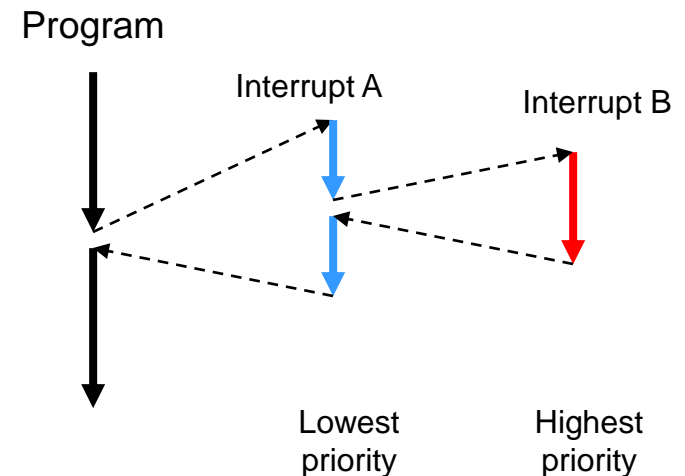 Program
Interrupt A
Interrupt B
Lowest
priority
Highest
priority